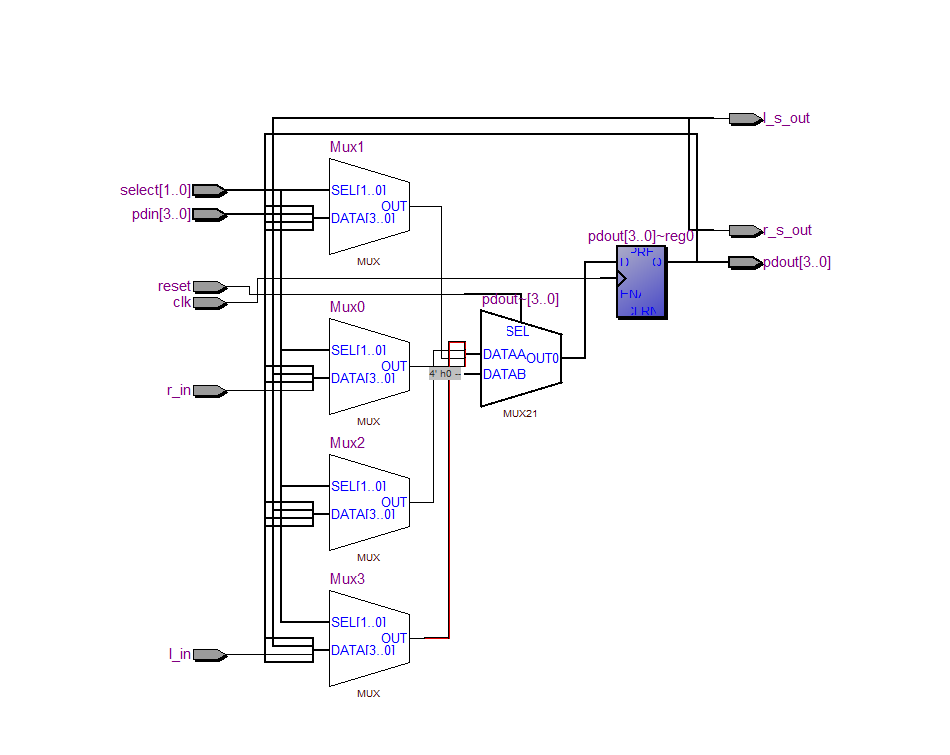 l_s_out
Mux1
select[1..0]
SEL[1..0]
OUT
pdin[3..0]
DATA[3..0]
r_s_out
pdout[3..0]~reg0
MUX
PRE
D
Q
pdout[3..0]
reset
ENA
clk
pdout~[3..0]
Mux0
CLRN
SEL
SEL[1..0]
DATAA
OUT0
OUT
4' h0 --
DATAB
DATA[3..0]
r_in
MUX21
MUX
Mux2
SEL[1..0]
OUT
DATA[3..0]
MUX
Mux3
SEL[1..0]
OUT
DATA[3..0]
l_in
MUX